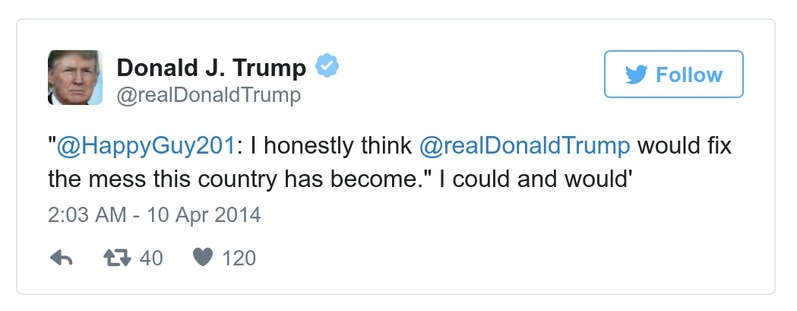 Donald J. Trump
@realDonaldTrump
Follow
"@HappyGuy201: I honestly think @realDonaldTrump would fix
the mess this country has become." I could and would'
2:03 AM - 10 Apr 2014
40 120